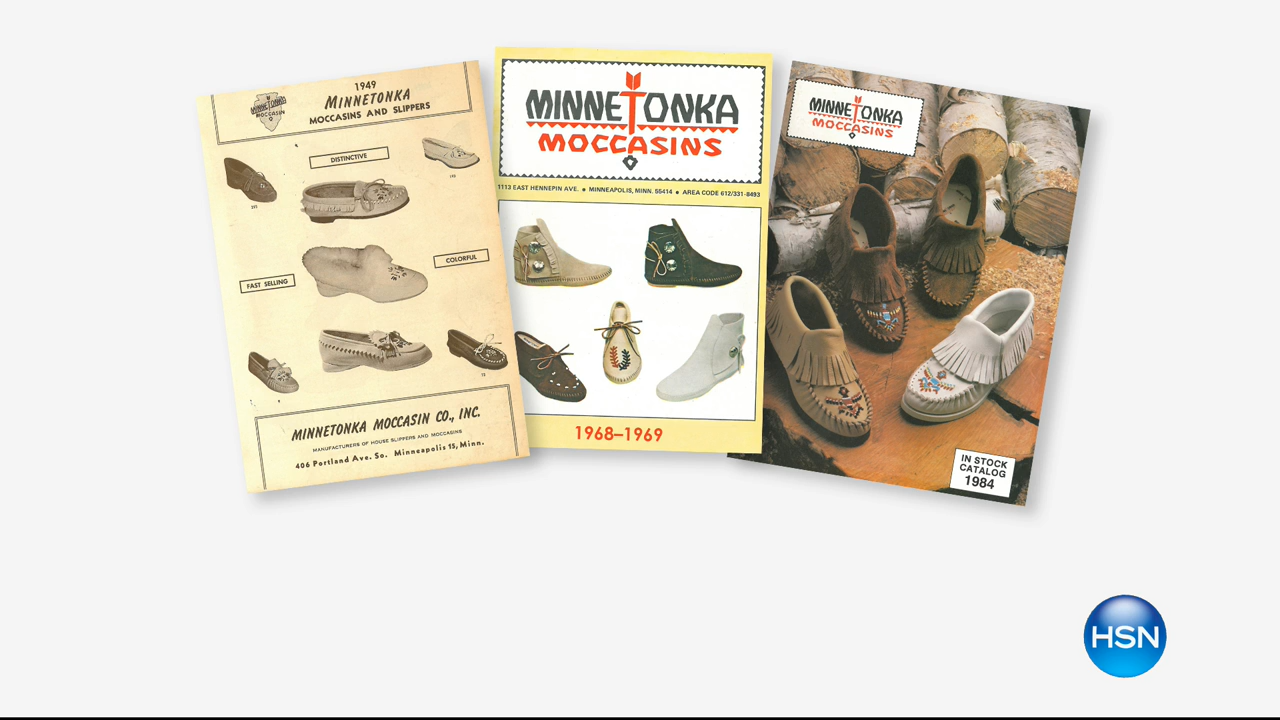 1949
MINNETONKA
MOCCASINS AND SLIPPERS
MINNETONKA
MOCCASIN
DISTINCTIVE
COLORFUL
FAST SELLING
MINNETONKA MOCCASIN CO., INC.
MANUFACTURERS OF HOUSE SLIPPERS AND MOCCASINS
406 Portland Ave. So. Minneapolis 15, Minn.
MINNETONKA
MOCCASINS
1113 EAST HENNEPIN AVE. • MINNEAPOLIS, MINN. 55414 • AREA CODE 612/331-8493
1968–1969
MINNETONKA
MOCCASINS
IN STOCK
CATALOG
1984
HSN